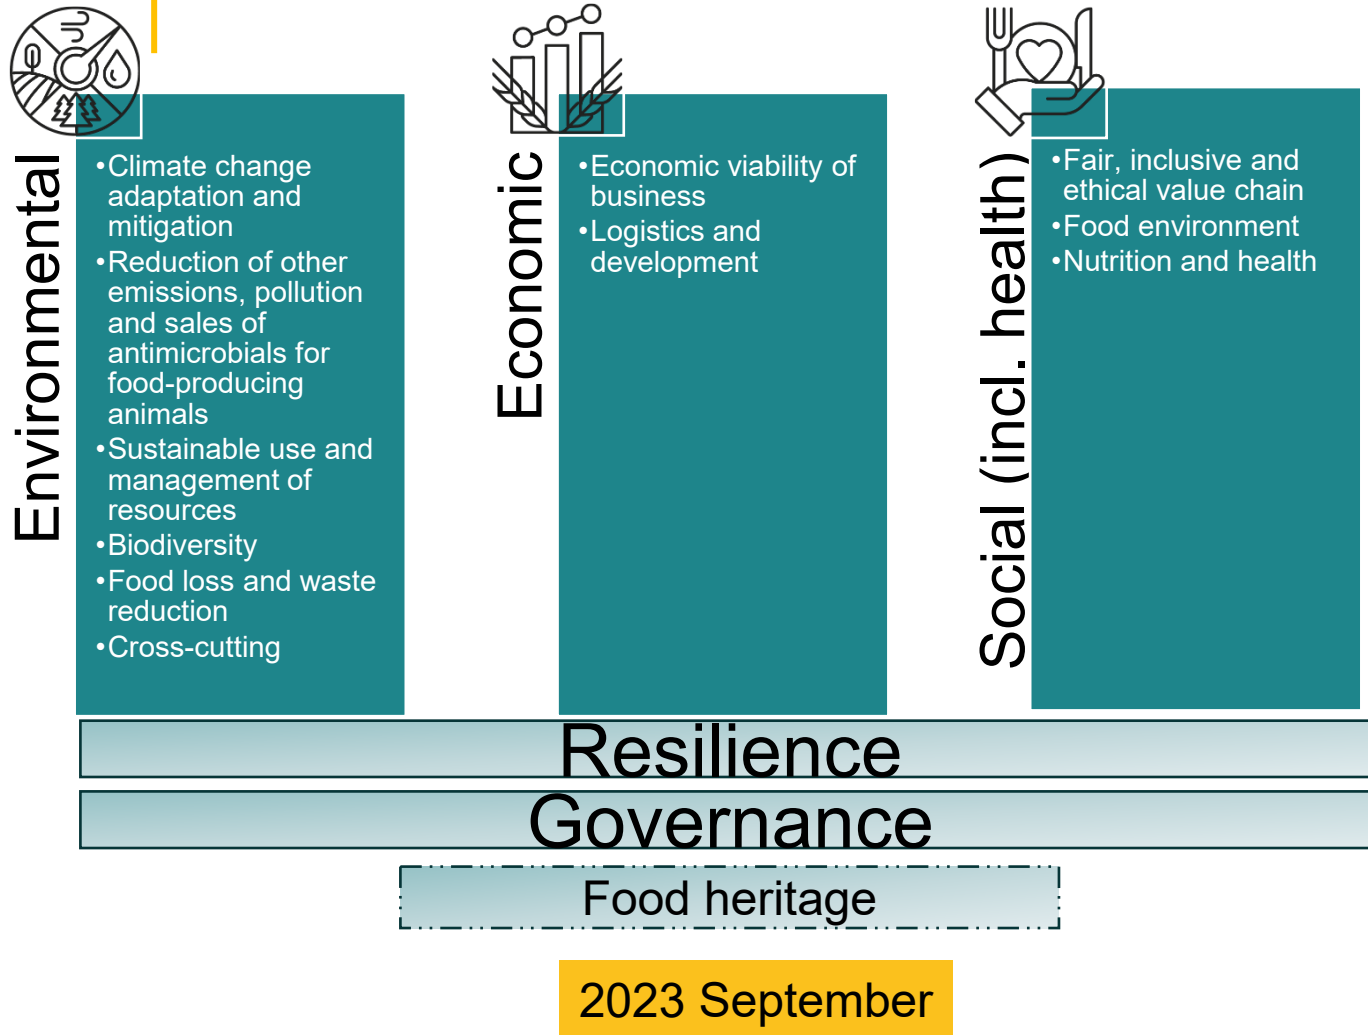 Environmental
•Climate change
adaptation and
mitigation
•Reduction of other
emissions, pollution
and sales of
antimicrobials for
food-producing
animals
•Sustainable use and
management of
resources
•Biodiversity
•Food loss and waste
reduction
•Cross-cutting
Economic
•Economic viability of
business
•Logistics and
development
Social (incl. health)
•Fair, inclusive and
ethical value chain
•Food environment
•Nutrition and health
Resilience
Governance
Food heritage
2023 September